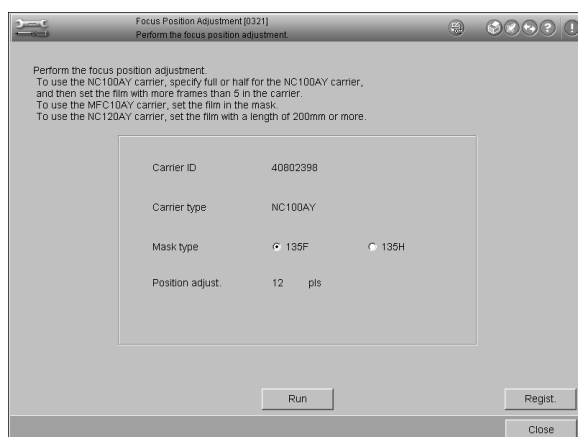 Focus Position Adjustment [0321]
Perform the focus position adjustment.
Perform the focus position adjustment.
To use the NC100AY carrier, specify full or half for the NC100AY carrier,
and then set the film with more frames than 5 in the carrier.
To use the MFC10AY carrier, set the film in the mask.
To use the NC120AY carrier, set the film with a length of 200mm or more.
Carrier ID 40802398
Carrier type NC100AY
Mask type 135F 135H
Position adjust. 12 pls
Run Regist.
Close